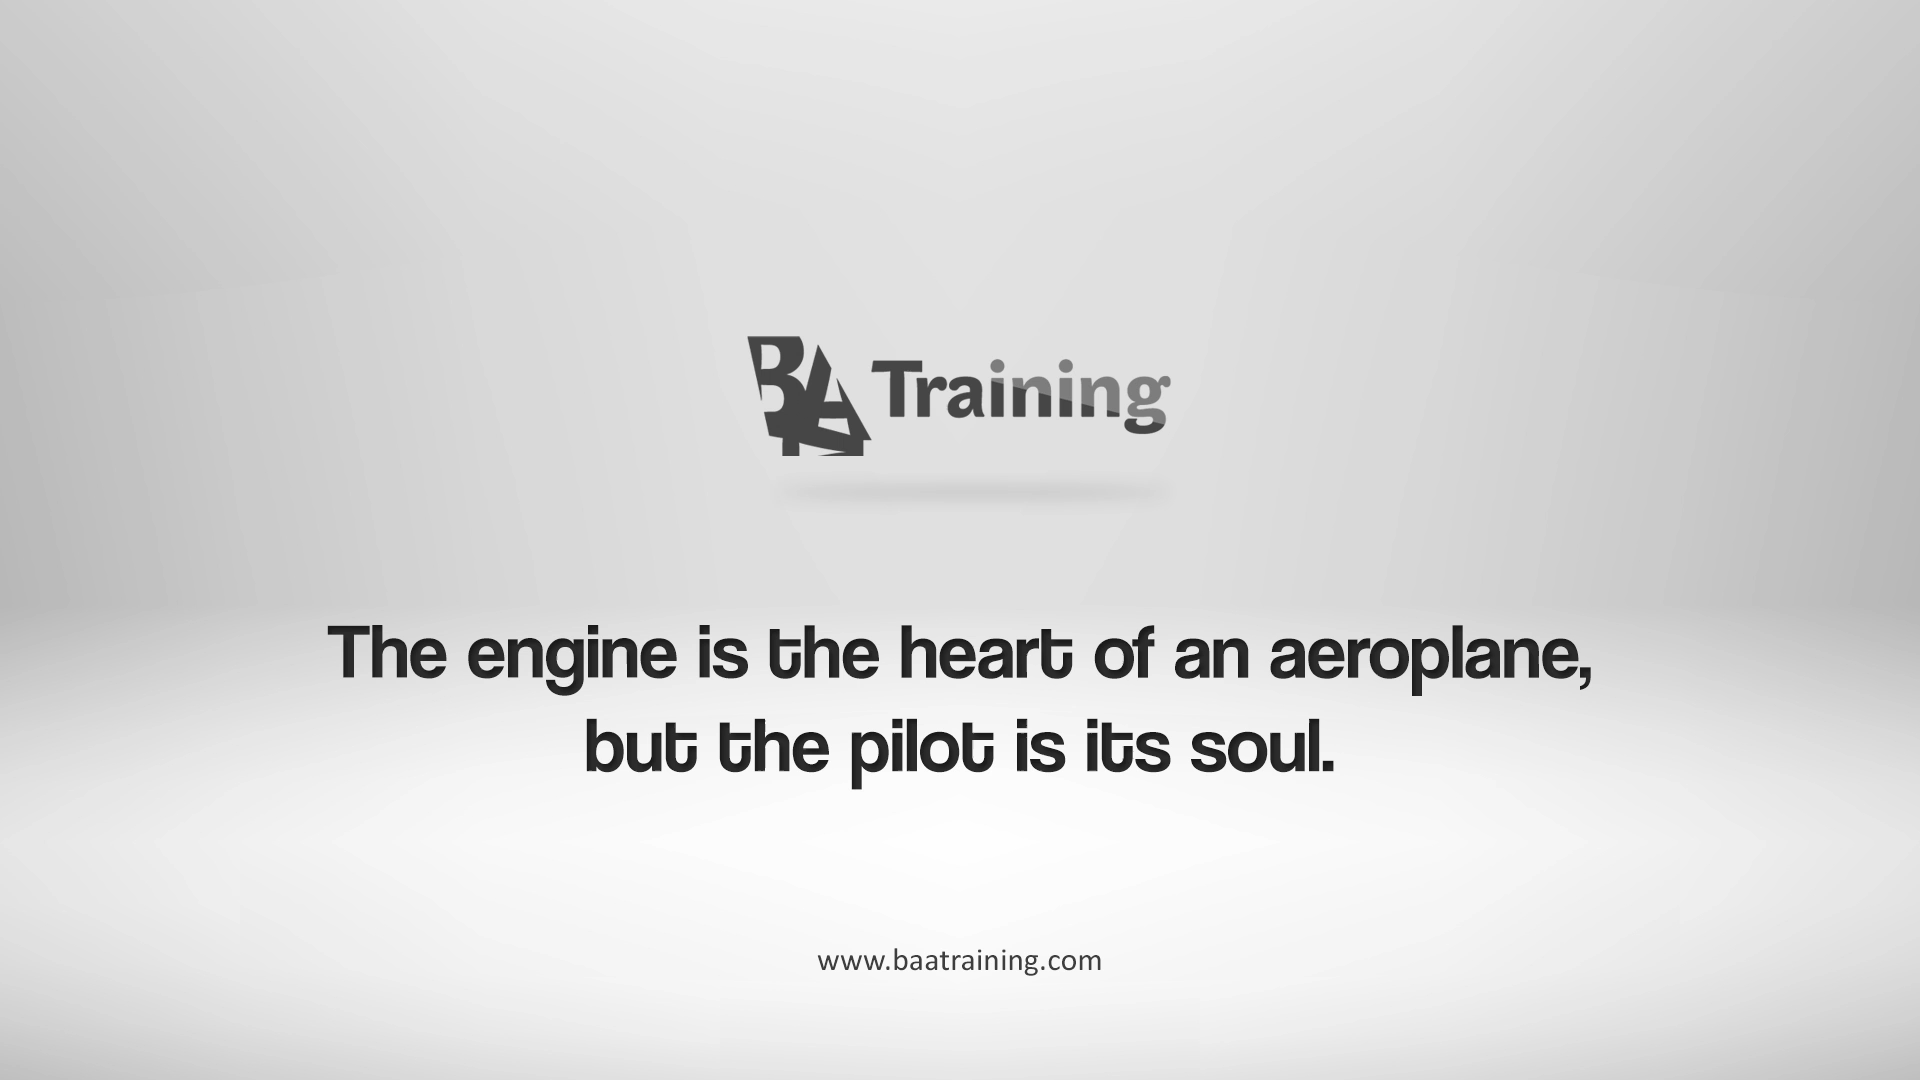 BAA Training
The engine is the heart of an aeroplane,
but the pilot is its soul.
www.baatraining.com